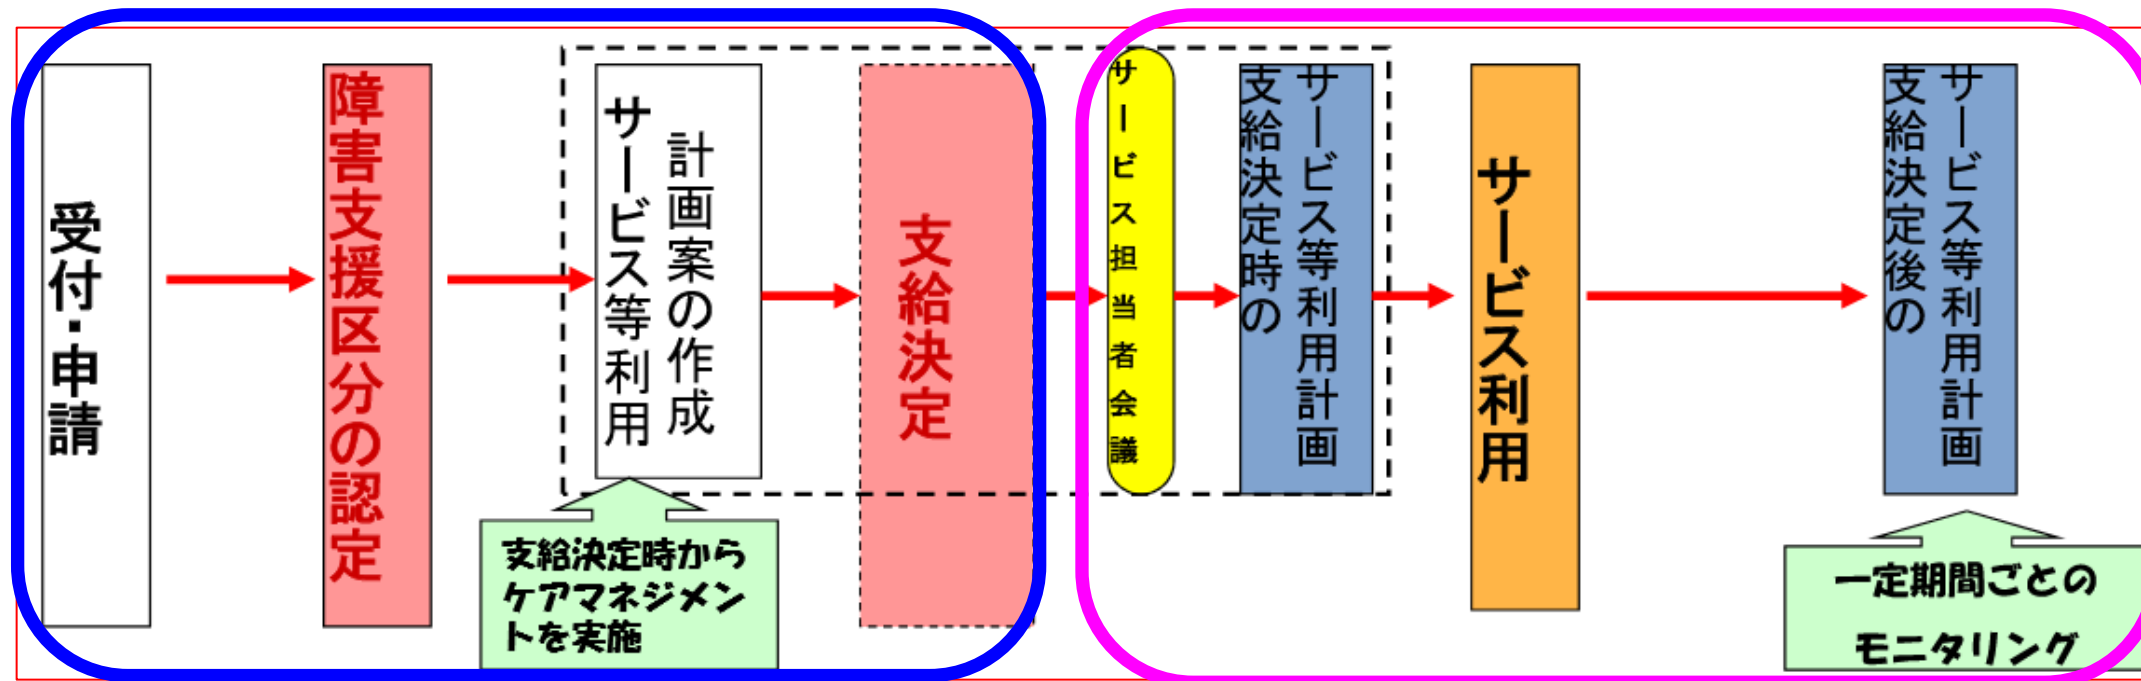 受付・申請
障害支援区分の認定
サービス等利用
計画案の作成
支給決定時から
ケアマネジメン
トを実施
支給決定
サービス担当者会議
支給決定時の
サービス等利用計画
サービス利用
支給決定後の
サービス等利用計画
一定期間ごとの
モニタリング